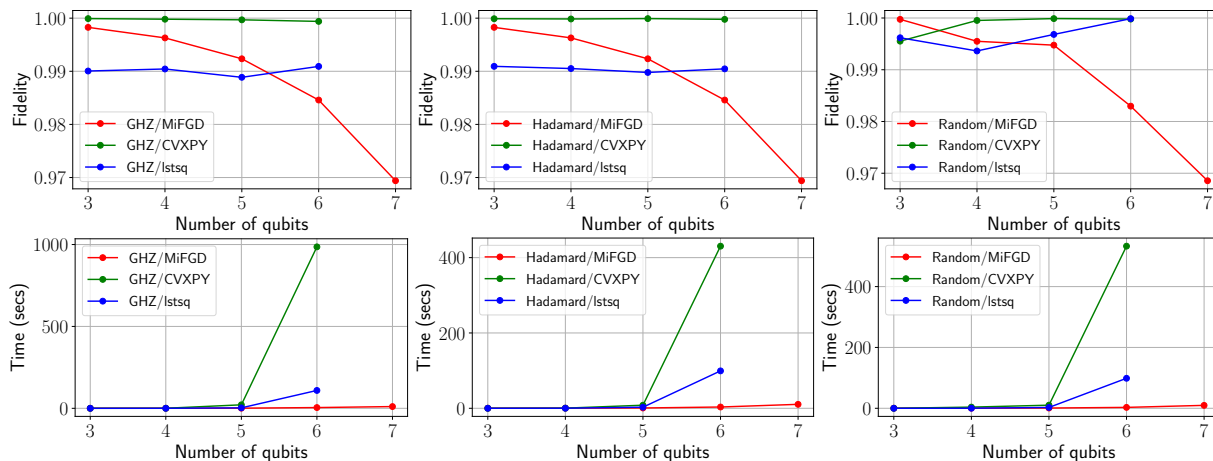 1.00
0.99
0.98
0.97
Fidelity
GHZ/MiFGD
GHZ/CVXPY
GHZ/lstsq
3 4 5 6 7
Number of qubits
1.00
0.99
0.98
0.97
Fidelity
Hadamard/MiFGD
Hadamard/CVXPY
Hadamard/lstsq
3 4 5 6 7
Number of qubits
1.00
0.99
0.98
0.97
Fidelity
Random/MiFGD
Random/CVXPY
Random/lstsq
3 4 5 6 7
Number of qubits
1000
500
0
Time (secs)
GHZ/MiFGD
GHZ/CVXPY
GHZ/lstsq
3 4 5 6 7
Number of qubits
400
200
0
Time (secs)
Hadamard/MiFGD
Hadamard/CVXPY
Hadamard/lstsq
3 4 5 6 7
Number of qubits
400
200
0
Time (secs)
Random/MiFGD
Random/CVXPY
Random/lstsq
3 4 5 6 7
Number of qubits